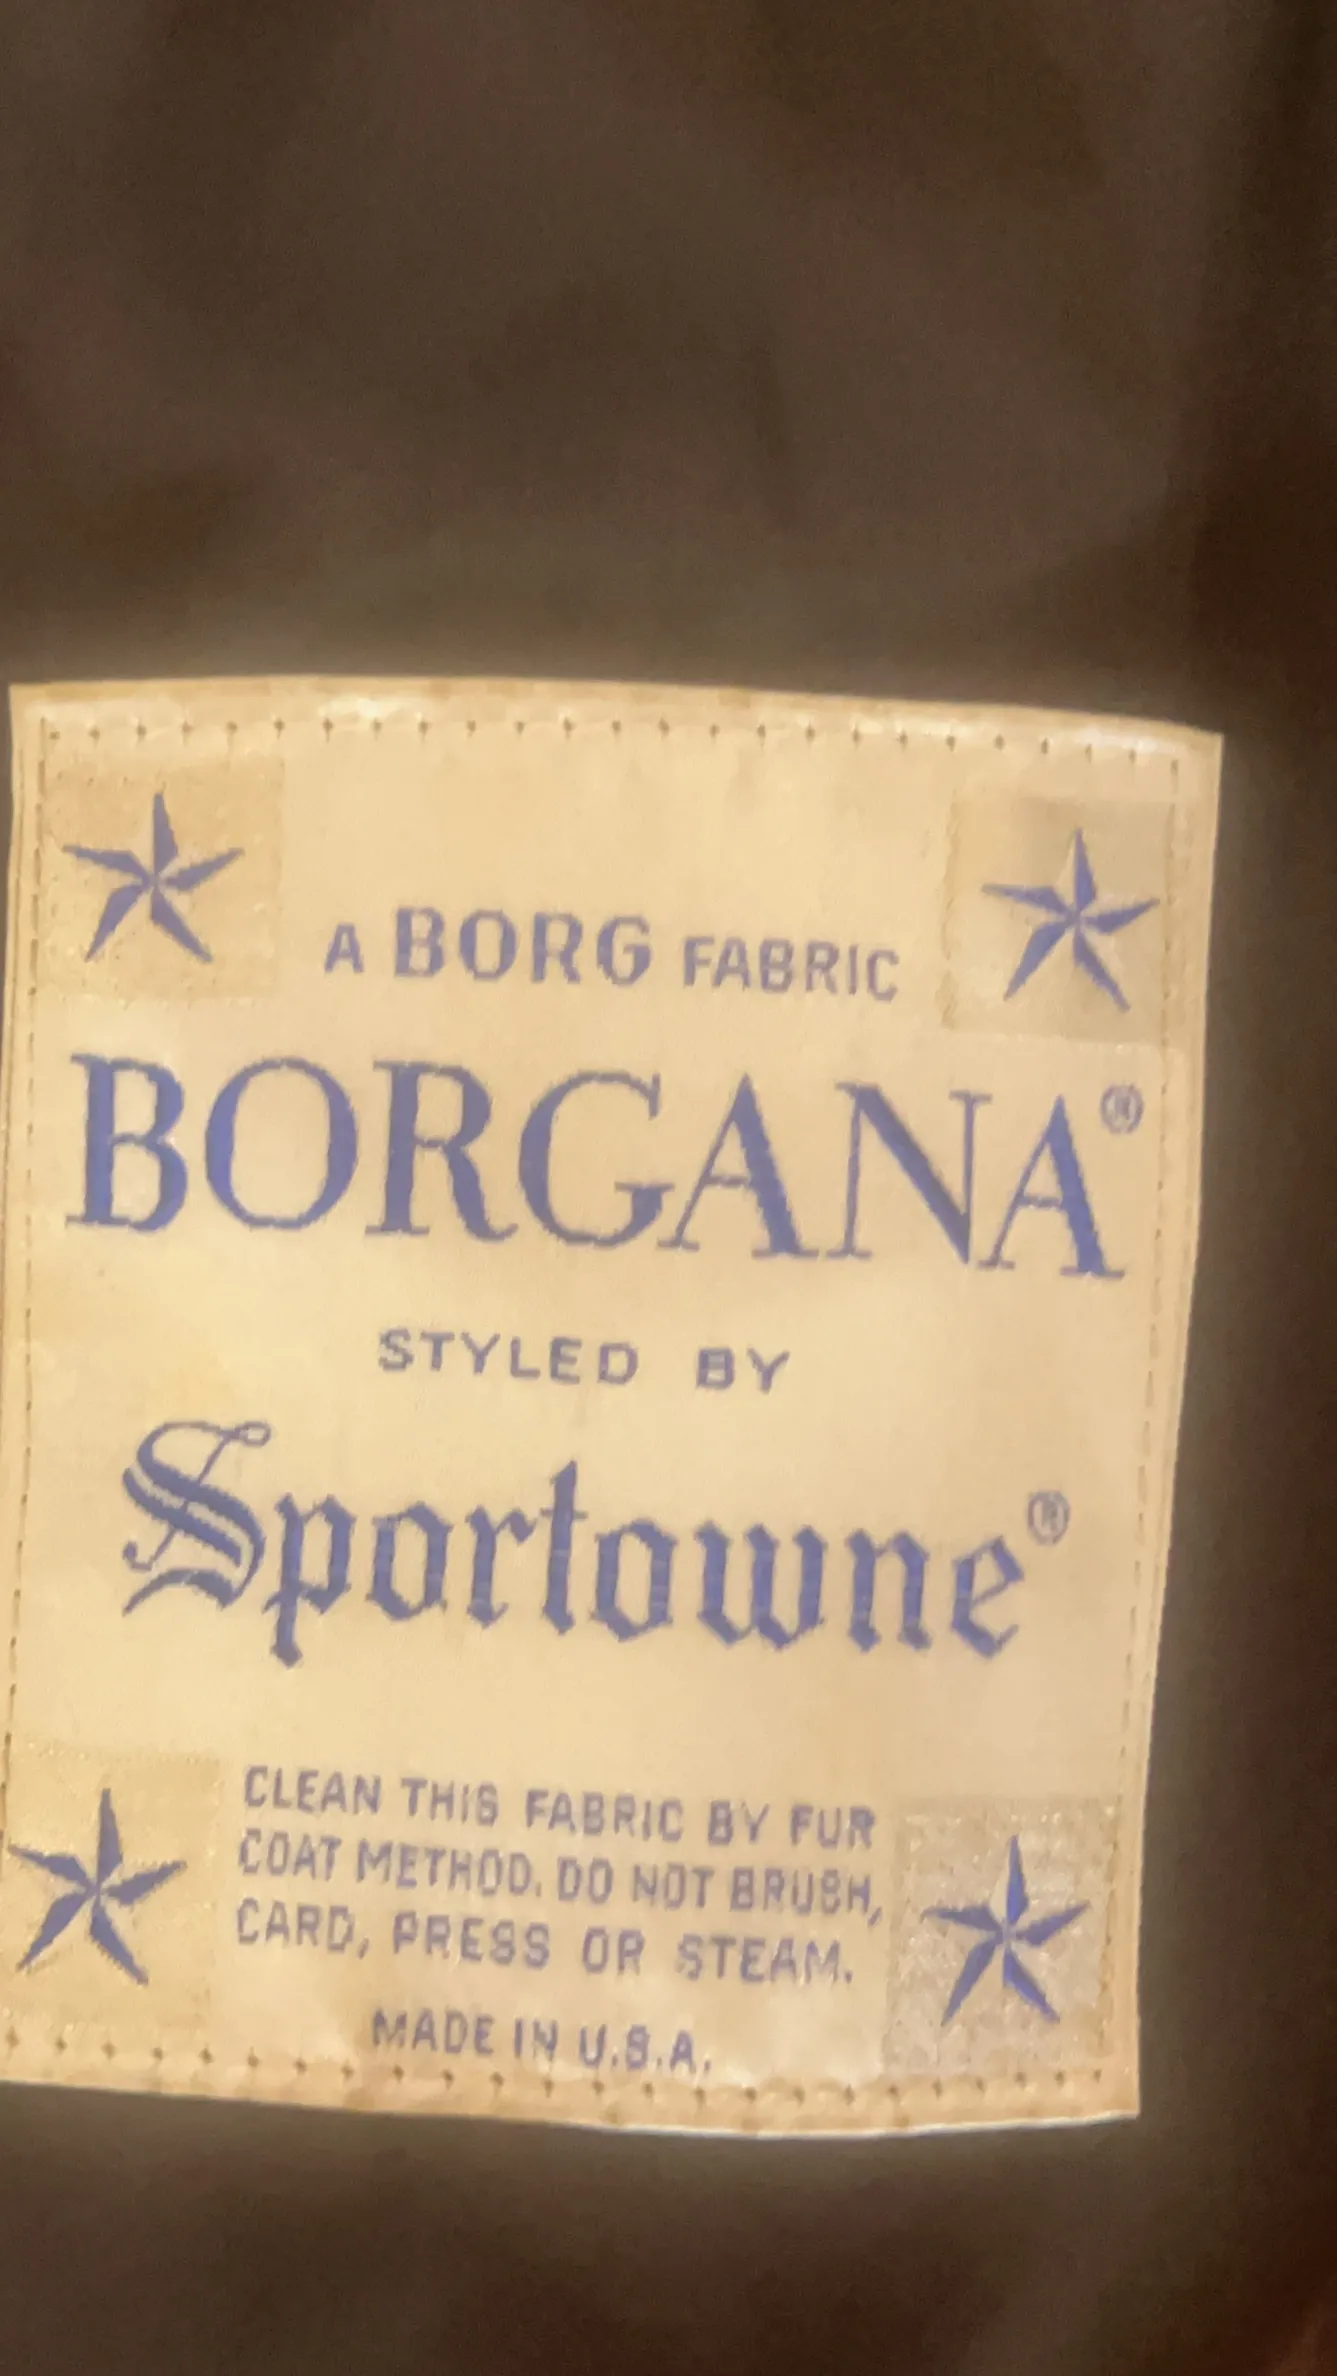 A BORG FABRIC
BORGANA®
STYLED BY
Sportowne®
CLEAN THIS FABRIC BY FUR
COAT METHOD. DO NOT BRUSH,
CARD, PRESS OR STEAM.
MADE IN U.S.A.